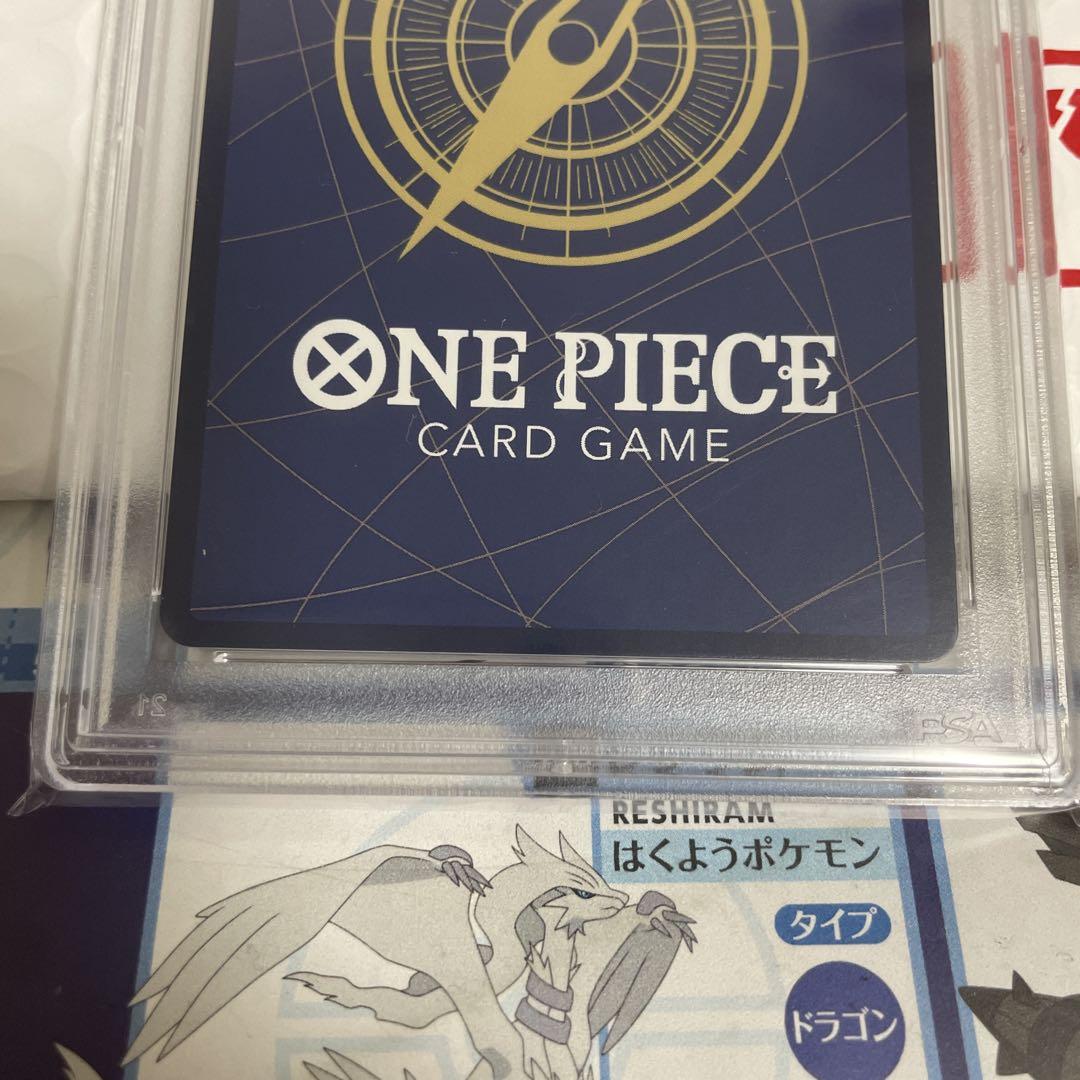 ONE PIECE
CARD GAME
21
PSA
RESHIRAM
はくようポケモン
タイプ
ドラゴン